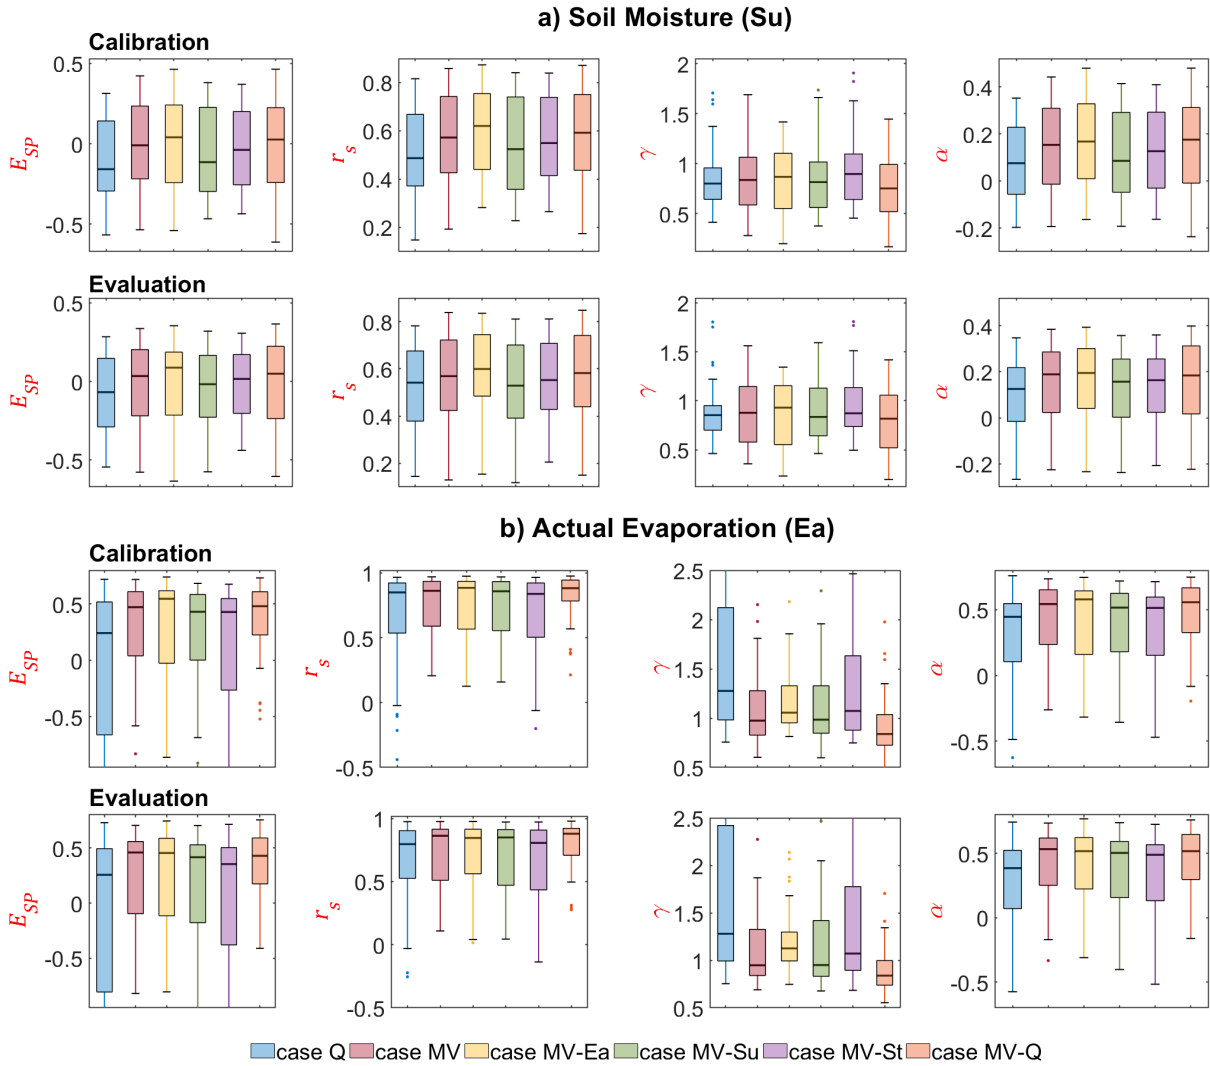 a) Soil Moisture (Su)
Calibration
0.5
0
-0.5
E_SP
0.8
0.6
0.4
0.2
r_s
2
1.5
1
0.5
γ
0.4
0.2
0
-0.2
α
Evaluation
0.5
0
-0.5
E_SP
0.8
0.6
0.4
0.2
r_s
2
1.5
1
0.5
γ
0.4
0.2
0
-0.2
α
b) Actual Evaporation (Ea)
Calibration
0.5
0
-0.5
E_SP
1
0.5
0
-0.5
r_s
2.5
2
1.5
1
0.5
γ
0.5
0
-0.5
α
Evaluation
0.5
0
-0.5
E_SP
1
0.5
0
-0.5
r_s
2.5
2
1.5
1
0.5
γ
0.5
0
-0.5
α
case Q case MV case MV-Ea case MV-Su case MV-St case MV-Q